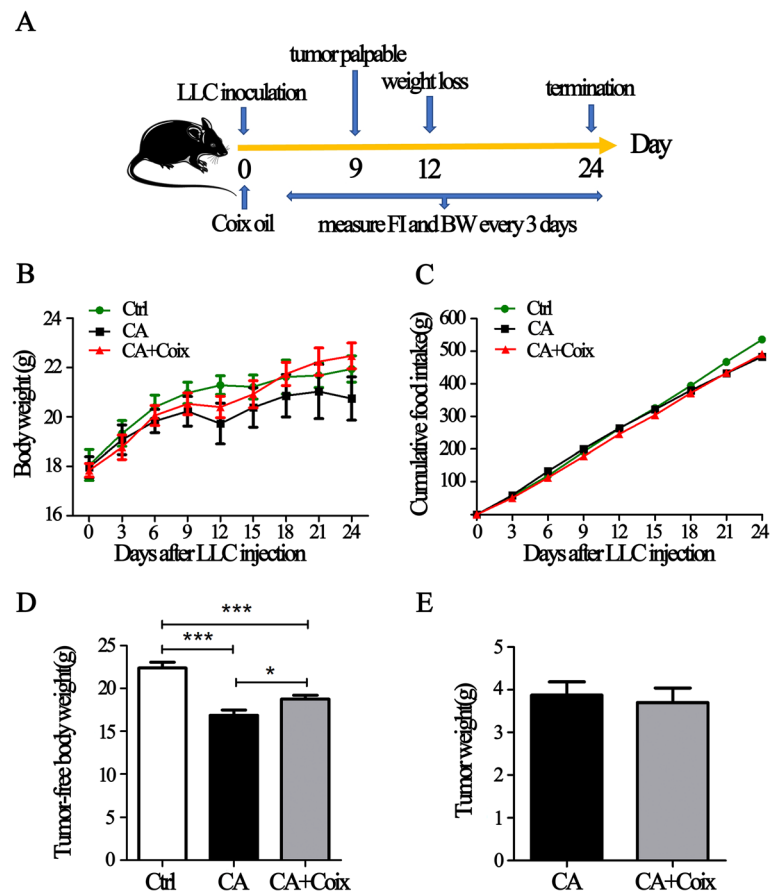 A
tumor palpable
LLC inoculation
weight loss
termination
Day
0
9
12
24
Coix oil
measure FI and BW every 3 days
B
Ctrl
CA
CA+Coix
Body weight (g)
24
22
20
18
16
0 3 6 9 12 15 18 21 24
Days after LLC injection
C
Ctrl
CA
CA+Coix
Cumulative food intake(g)
600
500
400
300
200
100
0 3 6 9 12 15 18 21 24
Days after LLC injection
D
***
***
*
Tumor-free body weight(g)
25
20
15
10
5
0
Ctrl CA CA+Coix
E
Tumor weight(g)
5
4
3
2
1
0
CA CA+Coix